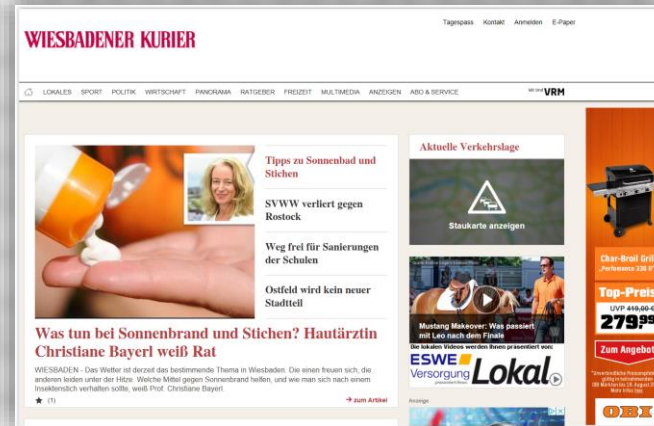 Tagespass Kontakt Anmelden E-Paper
WIESBADENER KURIER
LOKALES SPORT POLITIK WIRTSCHAFT PANORAMA RATGEBER FREIZEIT MULTIMEDIA ANZEIGEN ABO & SERVICE
VRM
Tipps zu Sonnenbad und
Stichen
SVWW verliert gegen
Rostock
Weg frei für Sanierungen
der Schulen
Ostfeld wird kein neuer
Stadtteil
Was tun bei Sonnenbrand und Stichen? Hautärztin
Christiane Bayerl weiß Rat
WIESBADEN - Das Wetter ist derzeit das bestimmende Thema in Wiesbaden. Die einen freuen sich, die
anderen leiden unter der Hitze. Welche Mittel gegen Sonnenbrand helfen, und wie man sich nach einem
Insektenstich verhalten sollte, weiß Prof. Christiane Bayerl.
(1)
zum Artikel
Aktuelle Verkehrslage
Staukarte anzeigen
Mustang Makeover: Was passiert
mit Leo nach dem Finale
Die lokalen Videos werden Ihnen präsentiert von:
ESWE
Versorgung
Lokal
Anzeige
Char-Broil Gril
„Perfomance 330 B"
Top-Preis
UVP 419,00 €
279,99
Zum Angebot
OBI